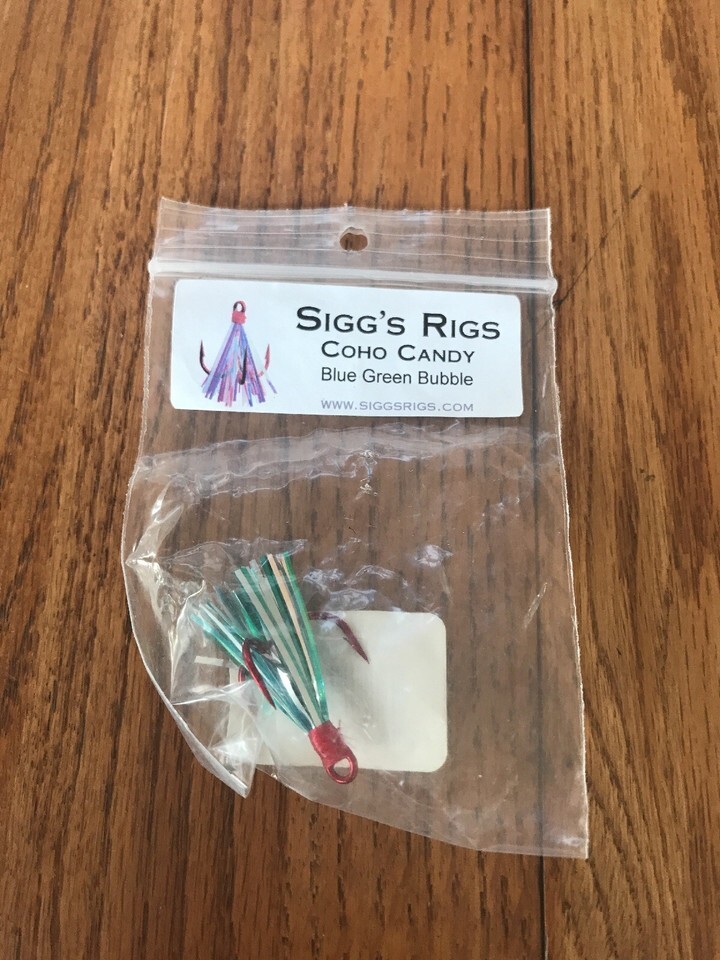 Sigg's Rigs
Coho Candy
Blue Green Bubble
www.siggsrigs.com